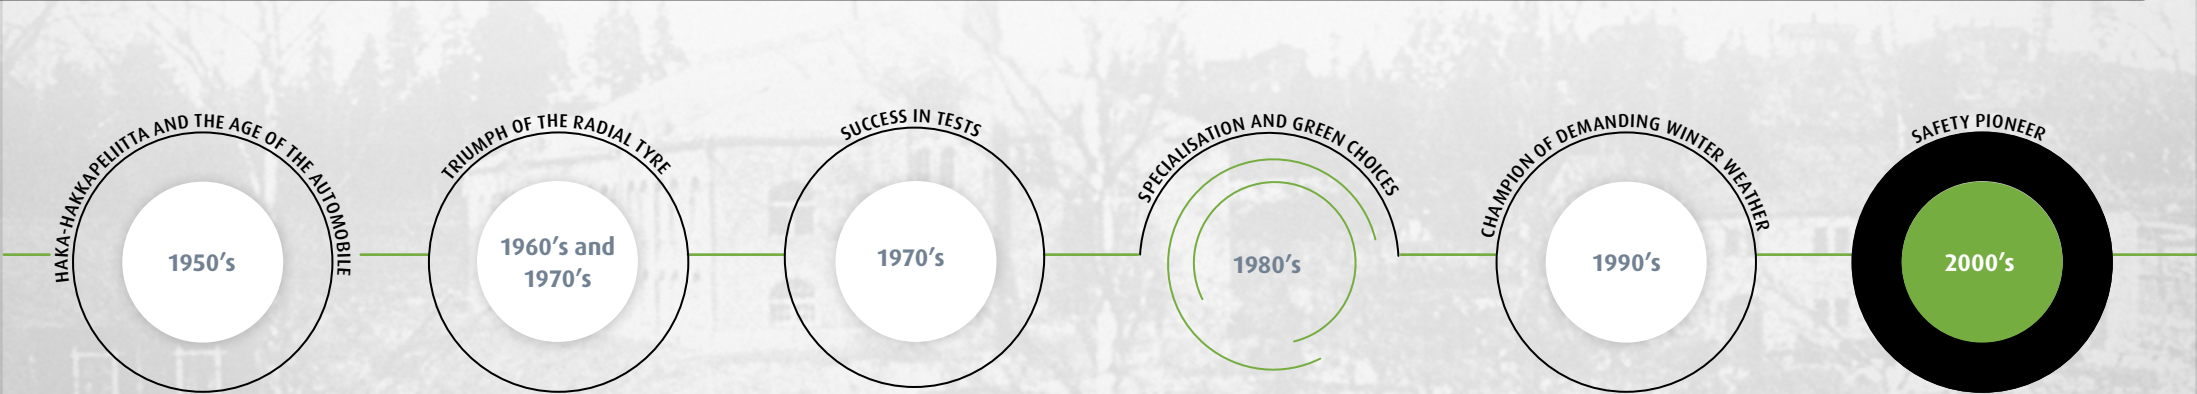 HAKA-HAKKAPELIITTA AND THE AGE OF THE AUTOMOBILE
1950′s
TRIUMPH OF THE RADIAL TYRE
1960′s and
1970′s
SUCCESS IN TESTS
1970′s
SPECIALISATION AND GREEN CHOICES
1980′s
CHAMPION OF DEMANDING WINTER WEATHER
1990′s
SAFETY PIONEER
2000′s